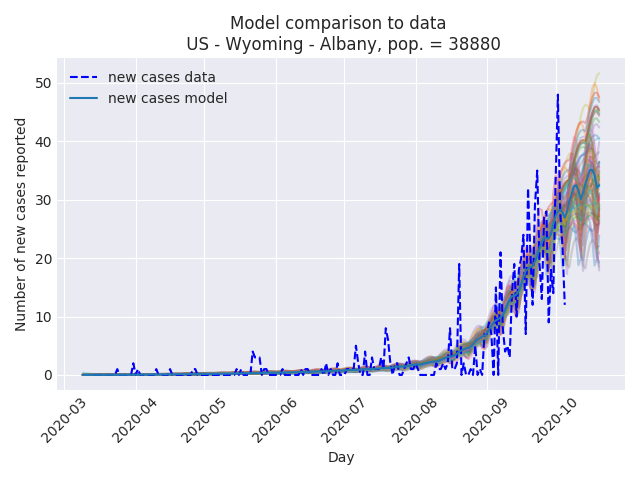 Model comparison to data
US - Wyoming - Albany, pop. = 38880
new cases data
new cases model
Number of new cases reported
50
40
30
20
10
0
2020-03
2020-04
2020-05
2020-06
2020-07
2020-08
2020-09
2020-10
Day